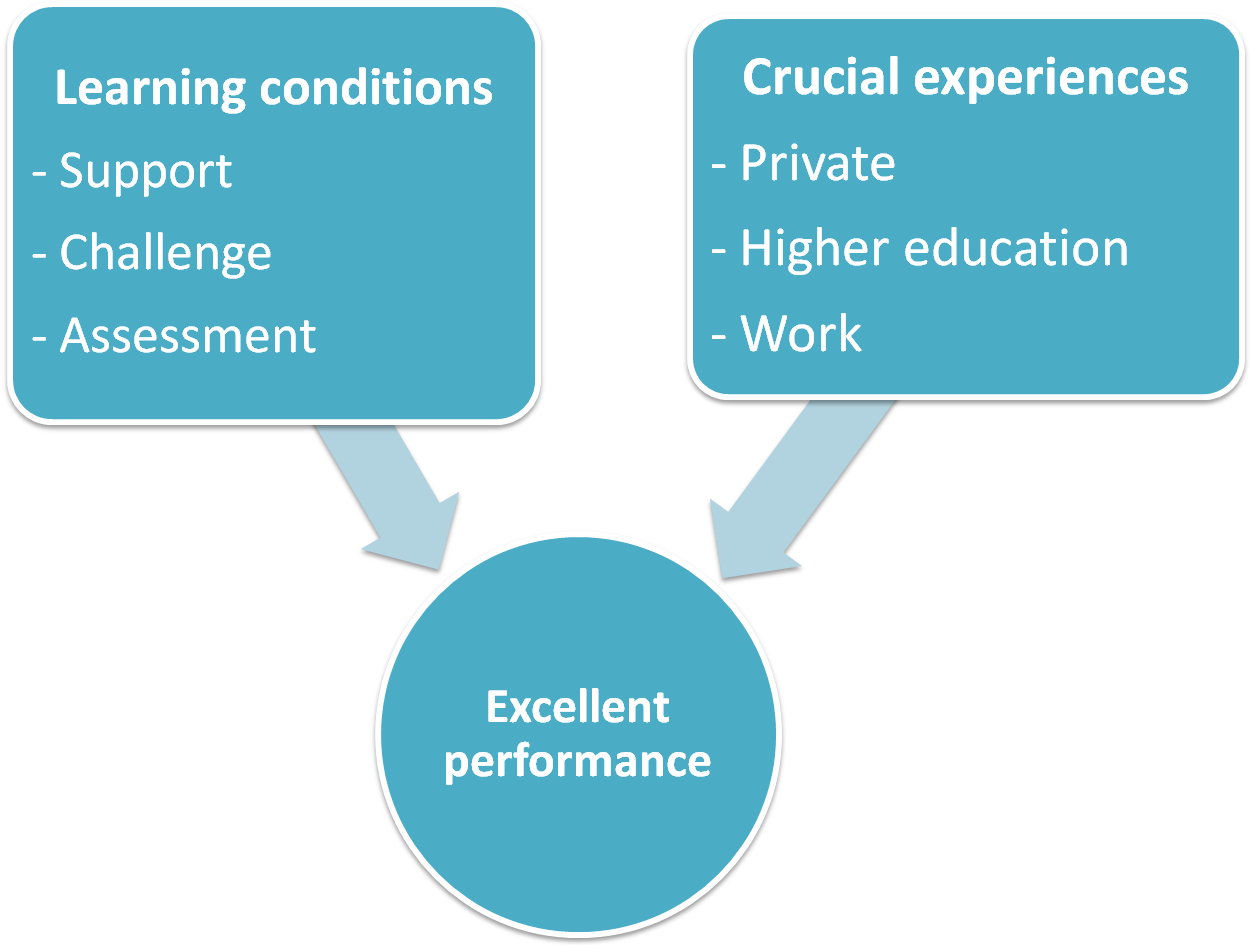 Learning conditions
- Support
- Challenge
- Assessment
Crucial experiences
- Private
- Higher education
- Work
Excellent
performance